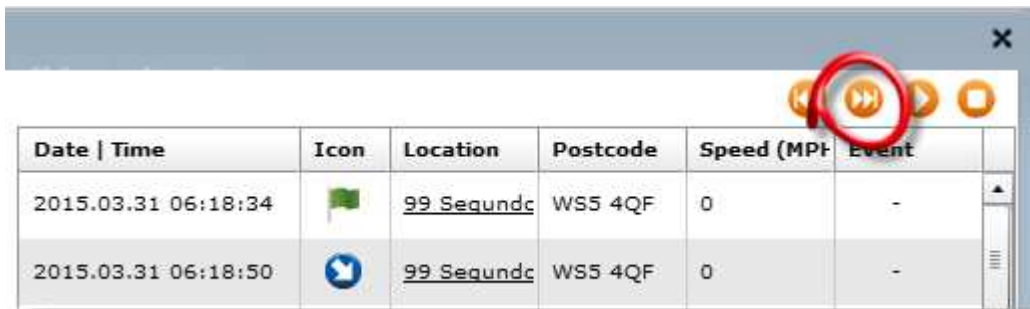 Date | Time Icon Location Postcode Speed (MPH Event
2015.03.31 06:18:34 99 Segundo WS5 4QF 0 -
2015.03.31 06:18:50 99 Segundo WS5 4QF 0 -